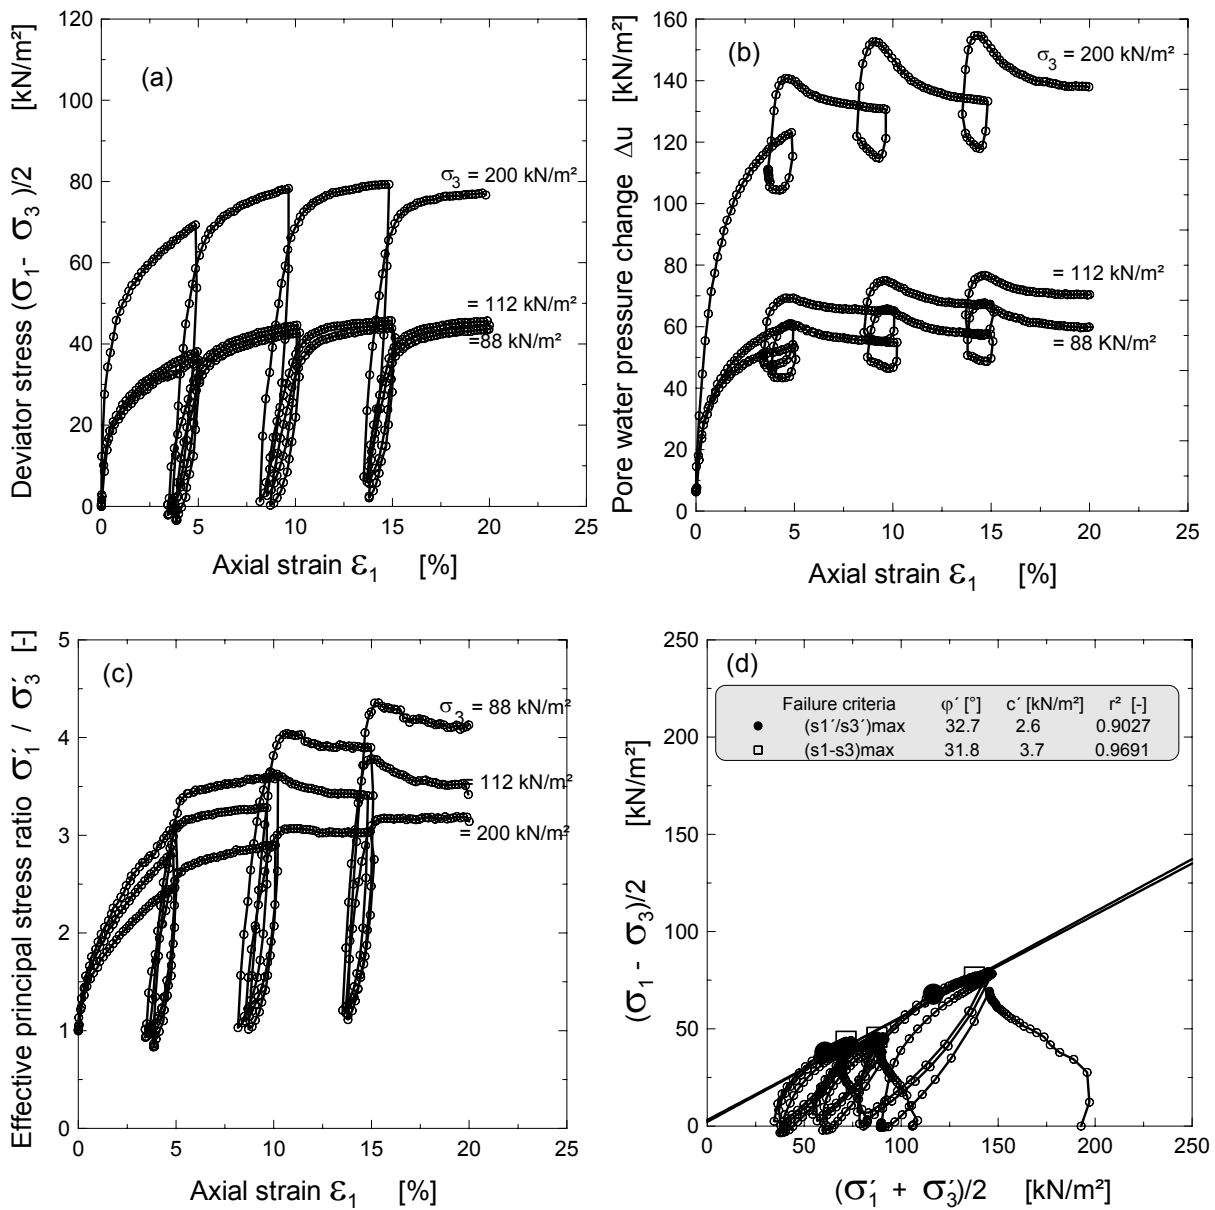 (a)
Deviator stress (σ₁- σ₃)/2 [kN/m²]
120
100
80
60
40
20
0
σ₃ = 200 kN/m²
= 112 kN/m²
=88 kN/m²
0 5 10 15 20 25
Axial strain ε₁ [%]
(b)
Pore water pressure change Δu [kN/m²]
160
140
120
100
80
60
40
20
0
σ₃ = 200 kN/m²
= 112 kN/m²
= 88 KN/m²
0 5 10 15 20 25
Axial strain ε₁ [%]
(c)
Effective principal stress ratio σ´₁ / σ´₃ [-]
5
4
3
2
1
0
σ₃ = 88 kN/m²
= 112 kN/m²
= 200 kN/m²
0 5 10 15 20 25
Axial strain ε₁ [%]
(d)
(σ₁ - σ₃)/2 [kN/m²]
250
200
150
100
50
0
Failure criteria φ´ [°] c´ [kN/m²] r² [-]
(s1´/s3´)max 32.7 2.6 0.9027
(s1-s3)max 31.8 3.7 0.9691
0 50 100 150 200 250
(σ´₁ + σ´₃)/2 [kN/m²]